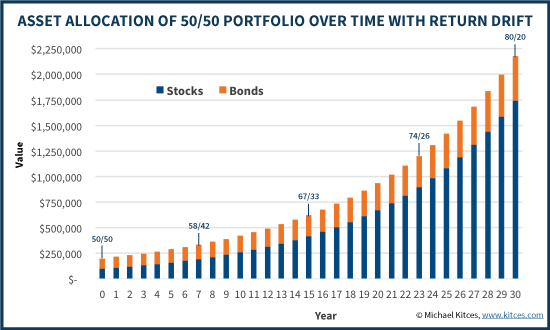 ASSET ALLOCATION OF 50/50 PORTFOLIO OVER TIME WITH RETURN DRIFT
80/20
$2,250,000
$2,000,000
Stocks Bonds
$1,750,000
$1,500,000
74/26
$1,250,000
Value
$1,000,000
67/33
$750,000
58/42
$500,000
50/50
$250,000
$-
0 1 2 3 4 5 6 7 8 9 10 11 12 13 14 15 16 17 18 19 20 21 22 23 24 25 26 27 28 29 30
Year
© Michael Kitces, www.kitces.com